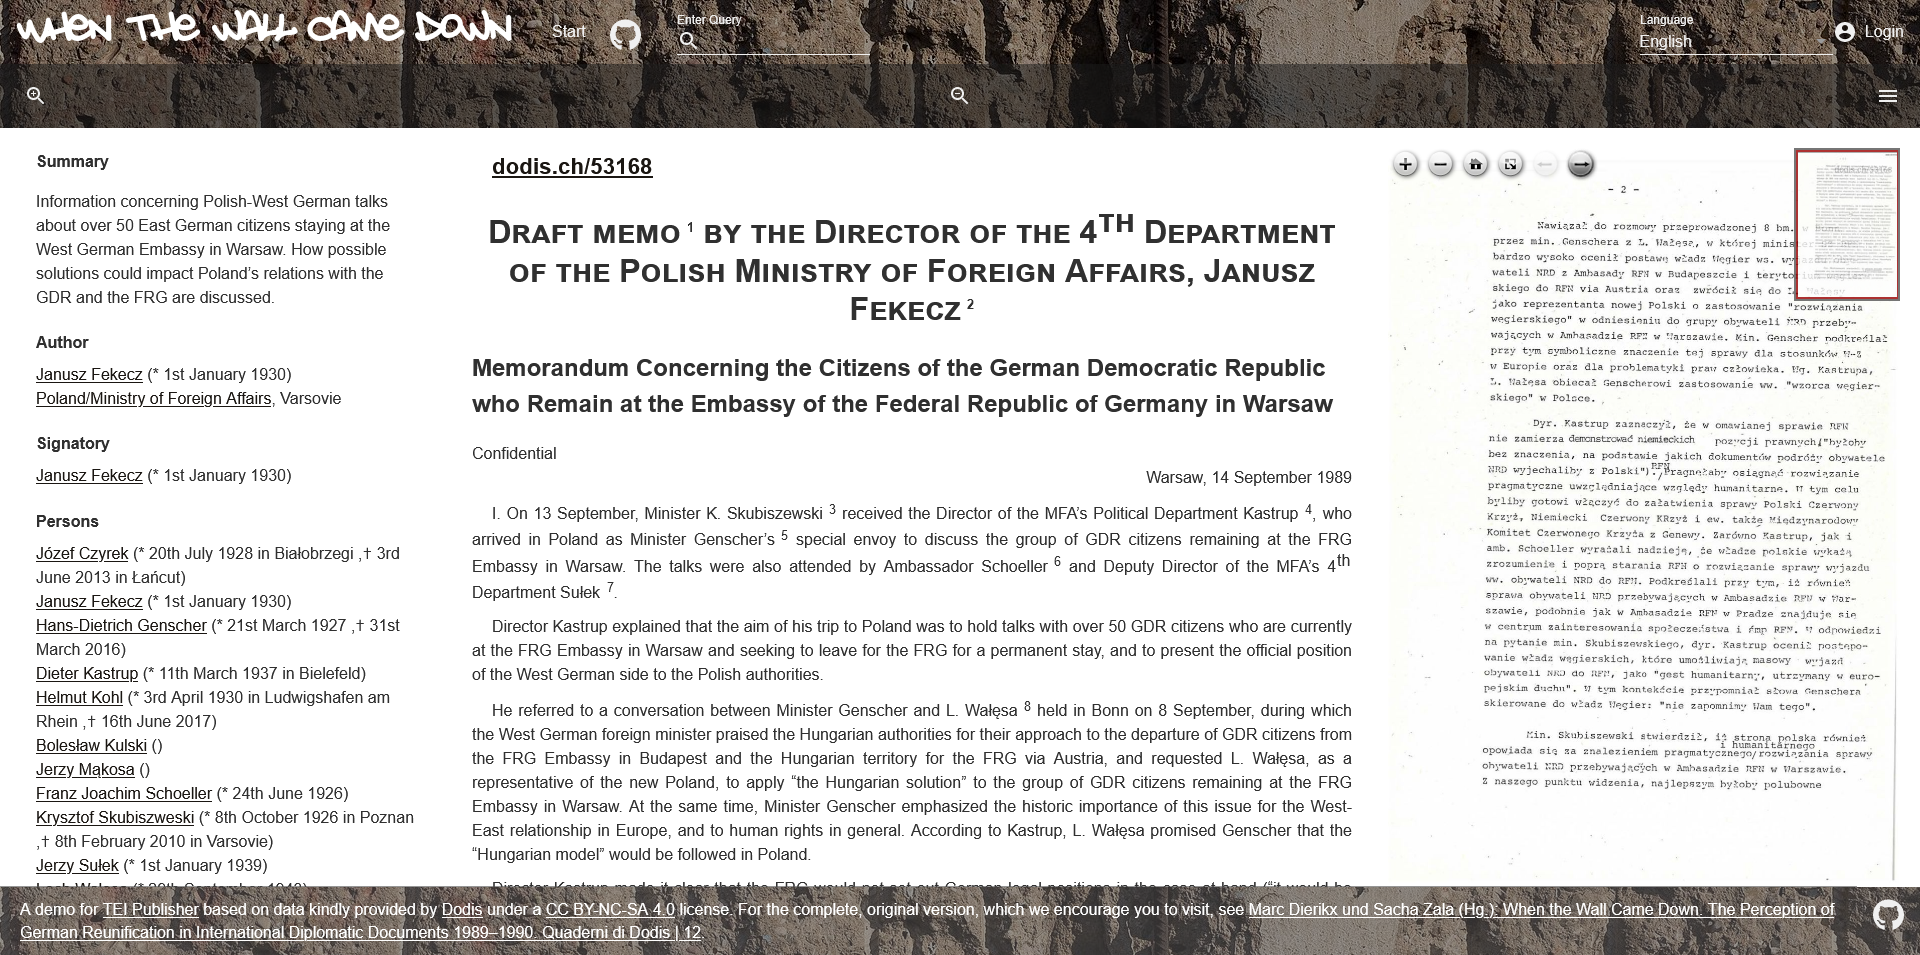 WHEN THE WALL CAME DOWN
Start
Enter Query
Language
English
Login
Summary
Information concerning Polish-West German talks
about over 50 East German citizens staying at the
West German Embassy in Warsaw. How possible
solutions could impact Poland's relations with the
GDR and the FRG are discussed.
Author
Janusz Fekecz (* 1st January 1930)
Poland/Ministry of Foreign Affairs, Varsovie
Signatory
Janusz Fekecz (* 1st January 1930)
Persons
Józef Czyrek (* 20th July 1928 in Białobrzegi ,† 3rd
June 2013 in Łańcut)
Janusz Fekecz (* 1st January 1930)
Hans-Dietrich Genscher (* 21st March 1927 ,† 31st
March 2016)
Dieter Kastrup (* 11th March 1937 in Bielefeld)
Helmut Kohl (* 3rd April 1930 in Ludwigshafen am
Rhein ,† 16th June 2017)
Bolesław Kulski ()
Jerzy Mąkosa ()
Franz Joachim Schoeller (* 24th June 1926)
Krysztof Skubiszweski (* 8th October 1926 in Poznan
,† 8th February 2010 in Varsovie)
Jerzy Sułek (* 1st January 1939)
dodis.ch/53168
Draft memo 1 by the Director of the 4TH Department
of the Polish Ministry of Foreign Affairs, Janusz
Fekecz 2
Memorandum Concerning the Citizens of the German Democratic Republic
who Remain at the Embassy of the Federal Republic of Germany in Warsaw
Confidential
Warsaw, 14 September 1989
I. On 13 September, Minister K. Skubiszewski 3 received the Director of the MFA's Political Department Kastrup 4, who
arrived in Poland as Minister Genscher's 5 special envoy to discuss the group of GDR citizens remaining at the FRG
Embassy in Warsaw. The talks were also attended by Ambassador Schoeller 6 and Deputy Director of the MFA's 4th
Department Sułek 7.
Director Kastrup explained that the aim of his trip to Poland was to hold talks with over 50 GDR citizens who are currently
at the FRG Embassy in Warsaw and seeking to leave for the FRG for a permanent stay, and to present the official position
of the West German side to the Polish authorities.
He referred to a conversation between Minister Genscher and L. Wałęsa 8 held in Bonn on 8 September, during which
the West German foreign minister praised the Hungarian authorities for their approach to the departure of GDR citizens from
the FRG Embassy in Budapest and the Hungarian territory for the FRG via Austria, and requested L. Wałęsa, as a
representative of the new Poland, to apply “the Hungarian solution” to the group of GDR citizens remaining at the FRG
Embassy in Warsaw. At the same time, Minister Genscher emphasized the historic importance of this issue for the West-
East relationship in Europe, and to human rights in general. According to Kastrup, L. Wałęsa promised Genscher that the
“Hungarian model” would be followed in Poland.
- 2 -
Nawiązał do rozmowy przeprowadzonej 8 bm.
przez min. Genschera z L. Wałęsą, w której minister
bardzo wysoko ocenił postawę władz Węgier ws.
wateli NRD z Ambasady RFN w Budapeszcie i
skiego do RFN via Austria oraz zwrócił się do L. Wałęsy
jako reprezentanta nowej Polski o zastosowanie "rozwiązania
węgierskiego" w odniesieniu do grupy obywateli NRD przeby-
wających w Ambasadzie RFN w Warszawie. Min. Genscher podkreślał
przy tym symboliczne znaczenie tej sprawy dla stosunków W-Z
w Europie oraz dla problematyki praw człowieka. Wg. Kastrupa,
L. Wałęsa obiecał Genscherowi zastosowanie ww. "wzorca węgier-
skiego" w Polsce.
Dyr. Kastrup zaznaczył, że w omawianej sprawie RFN
nie zamierza demonstrować niemieckich pozycji prawnych/"byłoby
bez znaczenia, na podstawie jakich dokumentów podróży obywatele
NRD wyjechaliby z Polski"). RFN Pragnęłaby osiągnąć rozwiązanie
pragmatyczne uwzględniające względy humanitarne. W tym celu
byliby gotowi włączyć do załatwienia sprawy Polski Czerwony
Krzyż, Niemiecki Czerwony KRzyż i ew. także Międzynarodowy
Komitet Czerwonego Krzyża z Genewy. Zarówno Kastrup, jak i
amb. Schoeller wyrażali nadzieję, że władze polskie wykażą
zrozumienie i poprą starania RFN o rozwiązanie sprawy wyjazdu
ww. obywateli NRD do RFN. Podkreślali przy tym, iż również
sprawa obywateli NRD przebywających w Ambasadzie RFN w War-
szawie, podobnie jak w Ambasadzie RFN w Pradze znajduje się
w centrum zainteresowania społeczeństwa i śmp RFN. W odpowiedzi
na pytanie min. Skubiszewskiego, dyr. Kastrup ocenił postępo-
wanie władz węgierskich, które umożliwiają masowy wyjazd
obywateli NRD do RFN, jako "gest humanitarny, utrzymany w euro-
pejskim duchu". W tym kontekście przypomniał słowa Genschera
skierowane do władz Węgier: "nie zapomnimy Wam tego".
Min. Skubiszewski stwierdził, iż strona polska również
opowiada się za znalezieniem pragmatycznego/i humanitarnego rozwiązania sprawy
obywateli NRD przebywających w Ambasadzie RFN w Warszawie.
Z naszego punktu widzenia, najlepszym byłoby polubowne
A demo for TEI Publisher based on data kindly provided by Dodis under a CC BY-NC-SA 4.0 license. For the complete, original version, which we encourage you to visit, see Marc Dierikx und Sacha Zala (Hg.): When the Wall Came Down. The Perception of
German Reunification in International Diplomatic Documents 1989–1990. Quaderni di Dodis | 12.